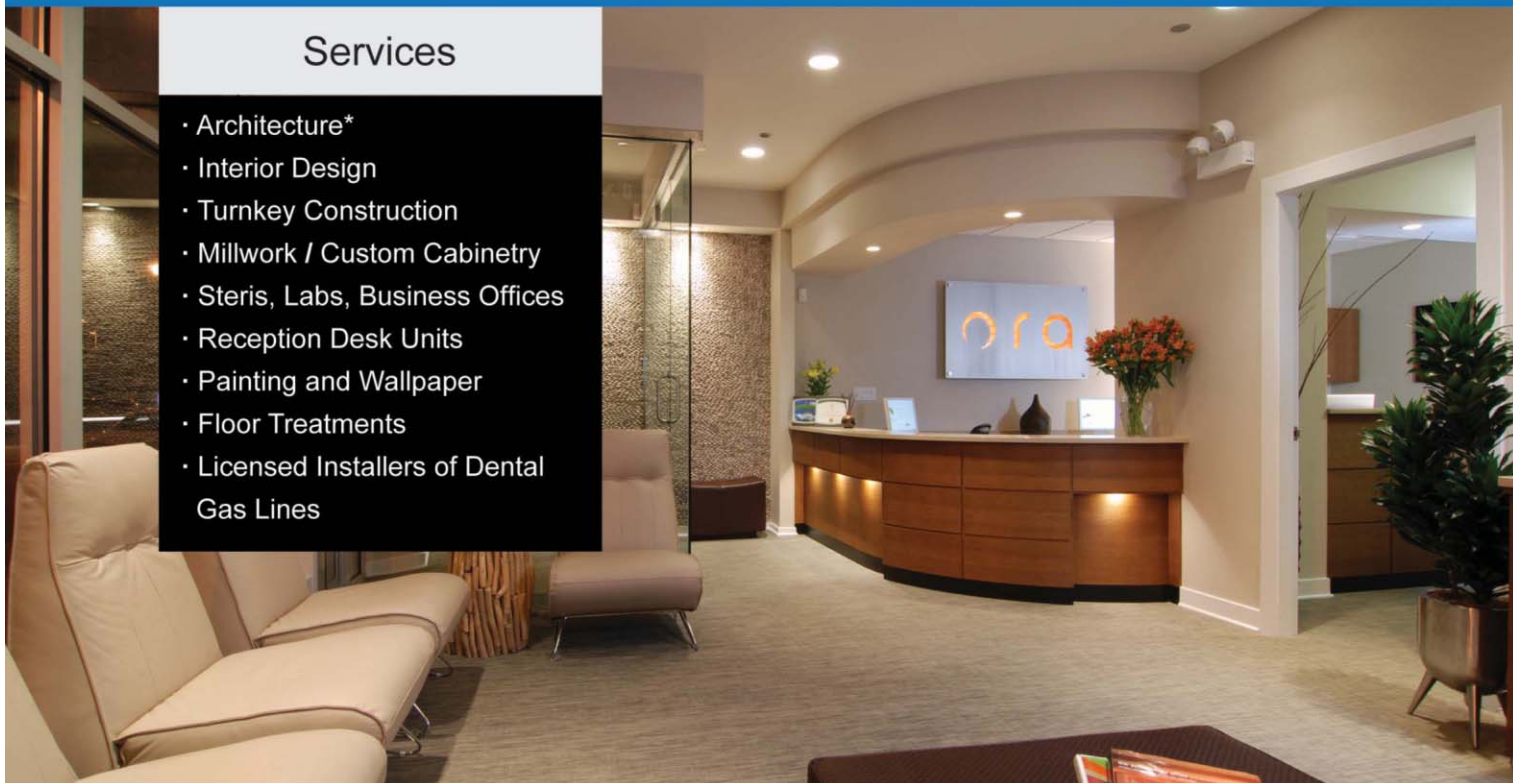 Services
· Architecture*
· Interior Design
· Turnkey Construction
· Millwork / Custom Cabinetry
· Steris, Labs, Business Offices
· Reception Desk Units
· Painting and Wallpaper
· Floor Treatments
· Licensed Installers of Dental
Gas Lines
ora